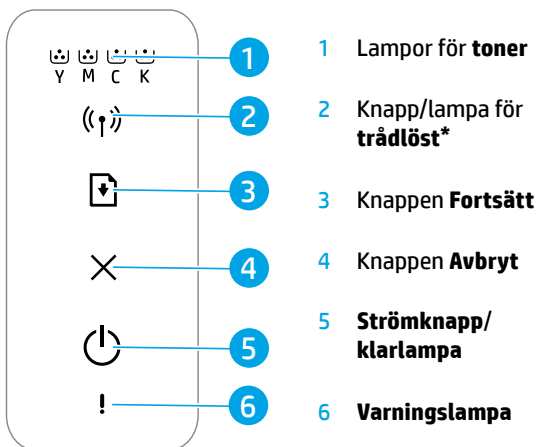 Y M C K
!
1
2
3
4
5
6
1 Lampor för toner
2 Knapp/lampa för
trådlöst*
3 Knappen Fortsätt
4 Knappen Avbryt
5 Strömknapp/
klarlampa
6 Varningslampa